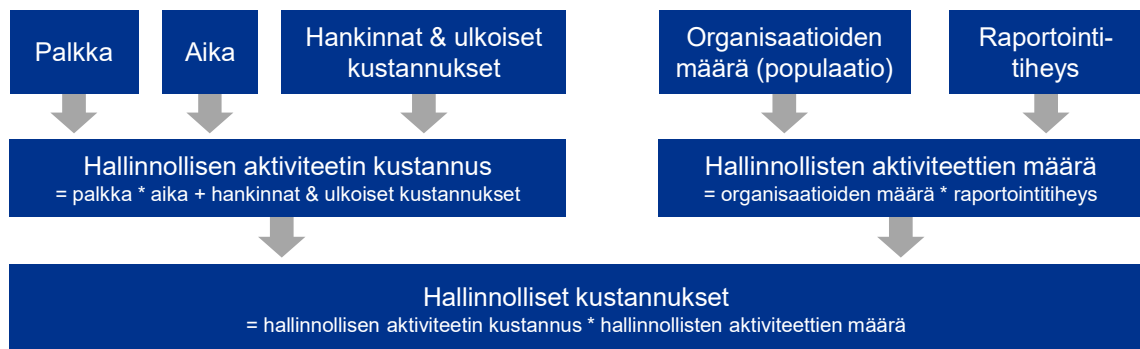 Palkka
Aika
Hankinnat & ulkoiset
kustannukset
Organisaatioiden
määrä (populaatio)
Raportointi-
tiheys
Hallinnollisen aktiviteetin kustannus
= palkka * aika + hankinnat & ulkoiset kustannukset
Hallinnollisten aktiviteettien määrä
= organisaatioiden määrä * raportointitiheys
Hallinnolliset kustannukset
= hallinnollisen aktiviteetin kustannus * hallinnollisten aktiviteettien määrä